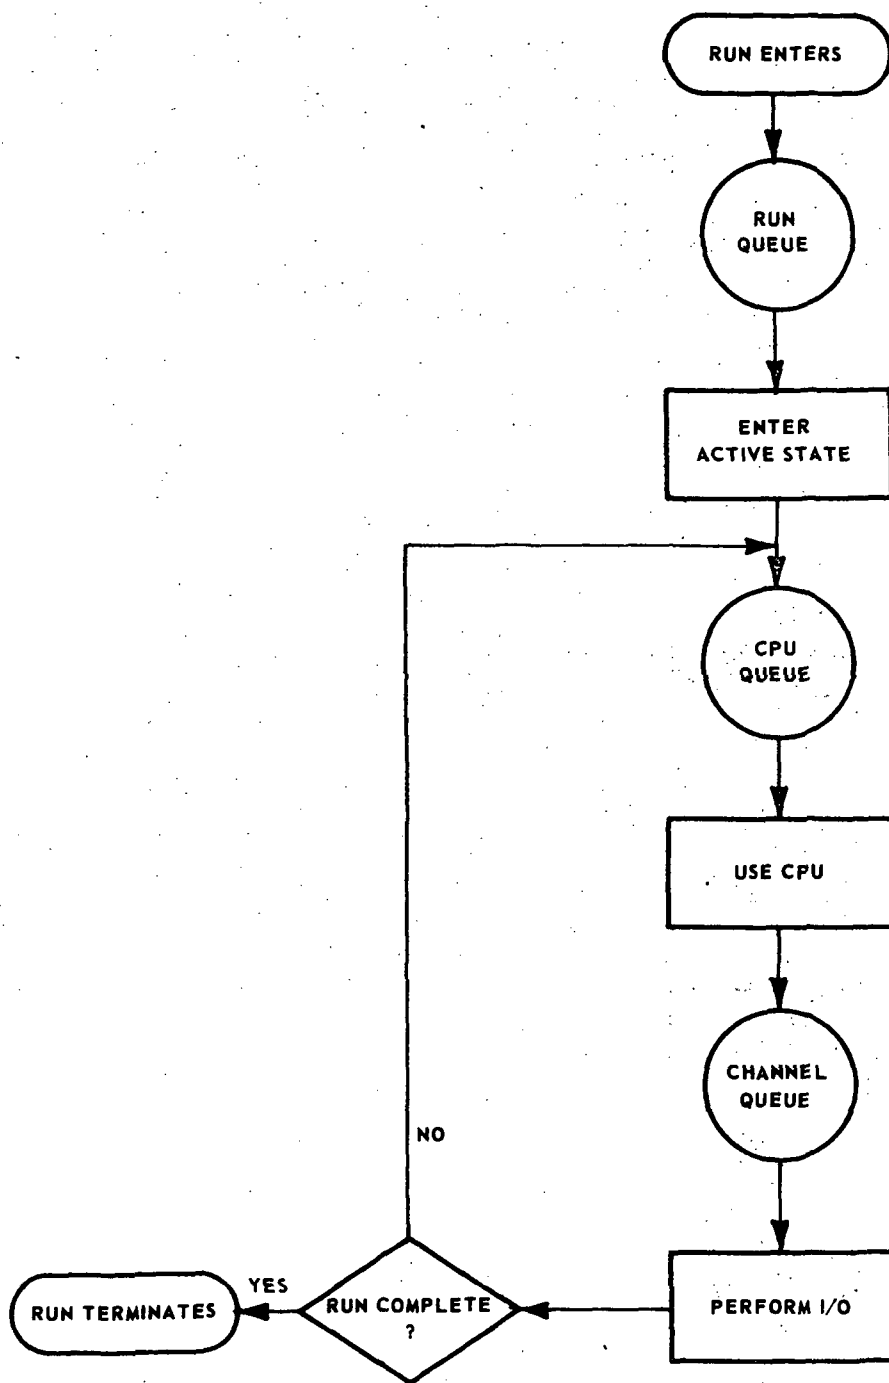 RUN ENTERS
RUN
QUEUE
ENTER
ACTIVE STATE
CPU
QUEUE
USE CPU
CHANNEL
QUEUE
NO
YES
RUN TERMINATES
RUN COMPLETE
?
PERFORM I/O